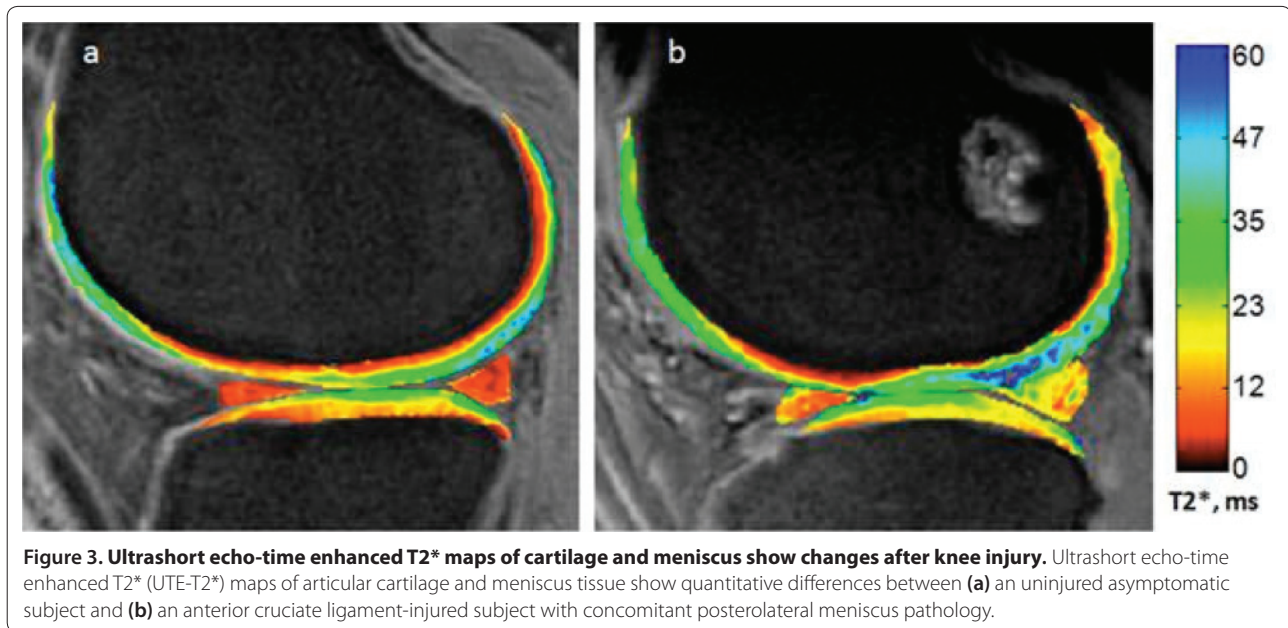 a
b
60
47
35
23
12
0
T2*, ms
Figure 3. Ultrashort echo-time enhanced T2* maps of cartilage and meniscus show changes after knee injury. Ultrashort echo-time
enhanced T2* (UTE-T2*) maps of articular cartilage and meniscus tissue show quantitative differences between (a) an uninjured asymptomatic
subject and (b) an anterior cruciate ligament-injured subject with concomitant posterolateral meniscus pathology.